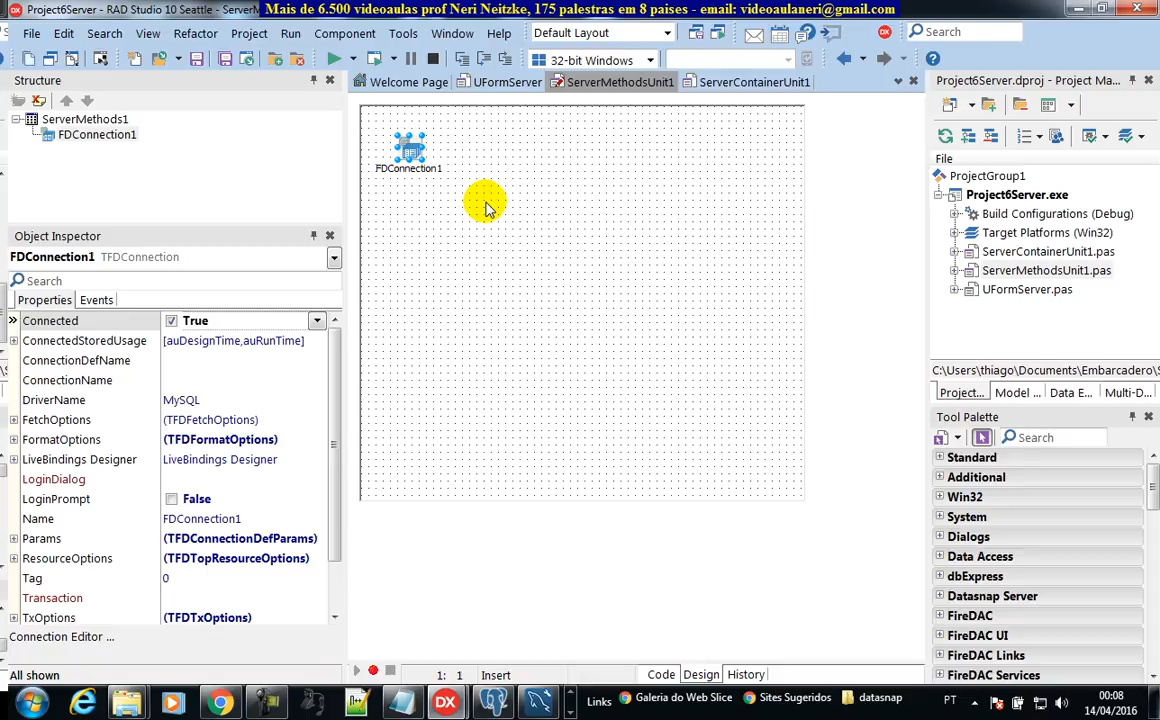 Project6Server - RAD Studio 10 Seattle - ServerM
Mais de 6.500 videoaulas prof Neri Neitzke, 175 palestras em 8 paises - email: videoaulaneri@gmail.com
File Edit Search View Refactor Project Run Component Tools Window Help
Default Layout
Search
32-bit Windows
Structure
ServerMethods1
FDConnection1
Welcome Page UFormServer ServerMethodsUnit1 ServerContainerUnit1
FDConnection1
Object Inspector
FDConnection1 TFDConnection
Search
Properties Events
Connected True
ConnectedStoredUsage [auDesignTime,auRunTime]
ConnectionDefName
ConnectionName
DriverName MySQL
FetchOptions (TFDFetchOptions)
FormatOptions (TFDFormatOptions)
LiveBindings Designer LiveBindings Designer
LoginDialog
LoginPrompt False
Name FDConnection1
Params (TFDConnectionDefParams)
ResourceOptions (TFDTopResourceOptions)
Tag 0
Transaction
TxOptions (TFDTxOptions)
Connection Editor ...
All shown
1: 1 Insert
Code Design History
Project6Server.dproj - Project Ma...
File
ProjectGroup1
Project6Server.exe
Build Configurations (Debug)
Target Platforms (Win32)
ServerContainerUnit1.pas
ServerMethodsUnit1.pas
UFormServer.pas
C:\Users\thiago\Documents\Embarcadero\S
Project... Model ... Data E... Multi-D...
Tool Palette
Search
Standard
Additional
Win32
System
Dialogs
Data Access
dbExpress
Datasnap Server
FireDAC
FireDAC UI
FireDAC Links
FireDAC Services
DX
Links Galeria do Web Slice Sites Sugeridos datasnap
PT
00:08
14/04/2016